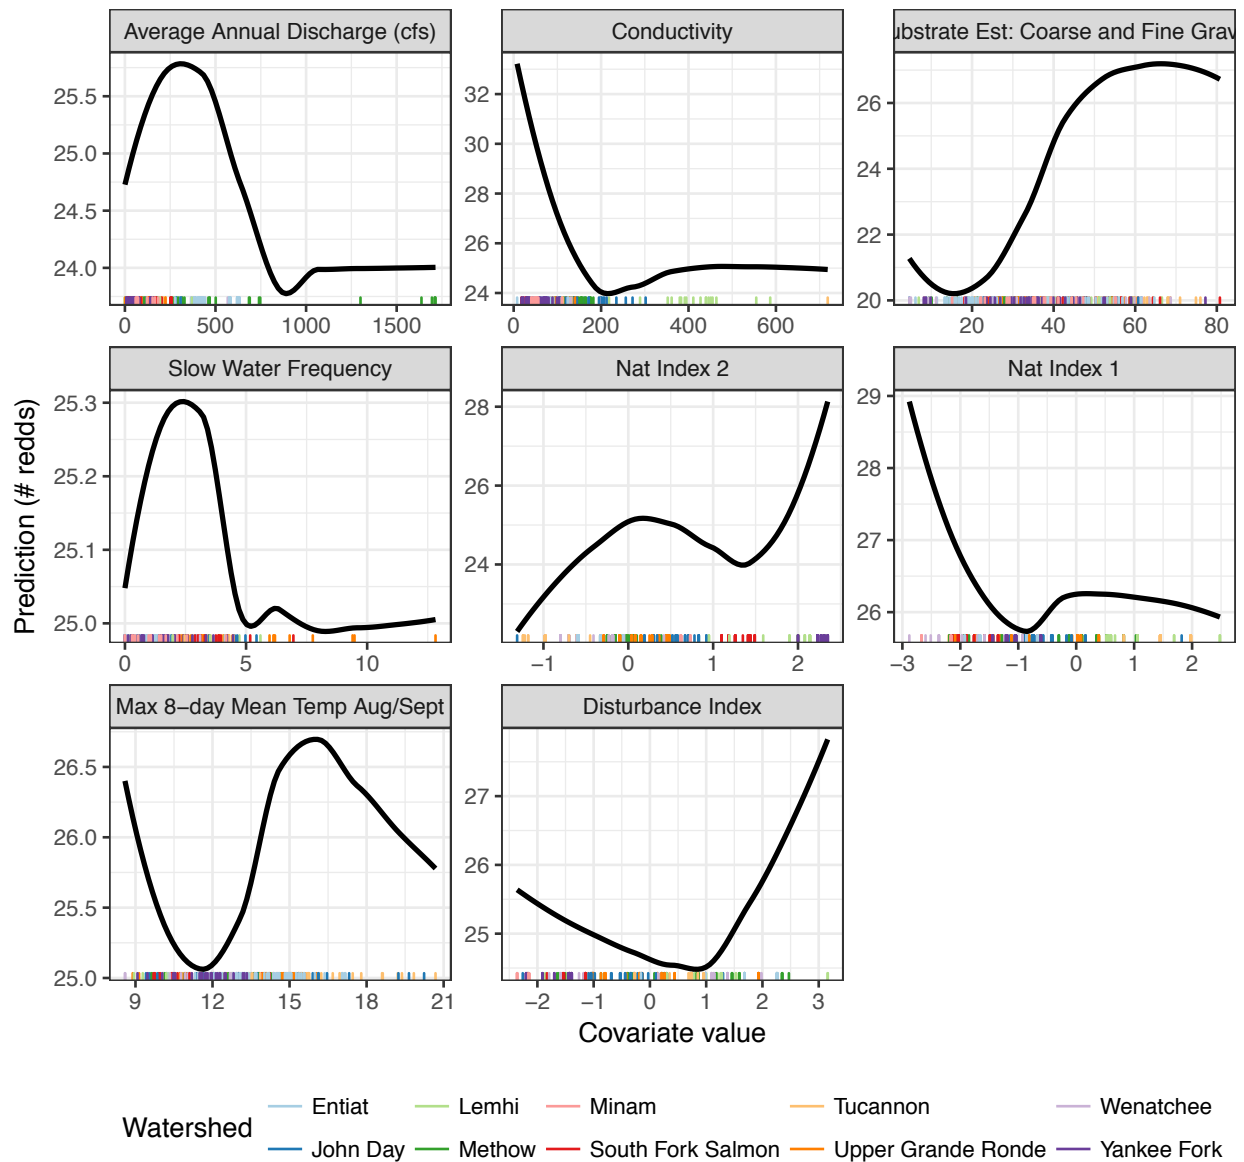 Average Annual Discharge (cfs)
Conductivity
ubstrate Est: Coarse and Fine Grav
25.5
25.0
24.5
24.0
32
30
28
26
24
26
24
22
20
0 500 1000 1500
0 200 400 600
20 40 60 80
Slow Water Frequency
Nat Index 2
Nat Index 1
Prediction (# redds)
25.3
25.2
25.1
25.0
28
26
24
29
28
27
26
0 5 10
−1 0 1 2
−3 −2 −1 0 1 2
Max 8−day Mean Temp Aug/Sept
Disturbance Index
26.5
26.0
25.5
25.0
27
26
25
9 12 15 18 21
−2 −1 0 1 2 3
Covariate value
Watershed
Entiat
Lemhi
Minam
Tucannon
Wenatchee
John Day
Methow
South Fork Salmon
Upper Grande Ronde
Yankee Fork